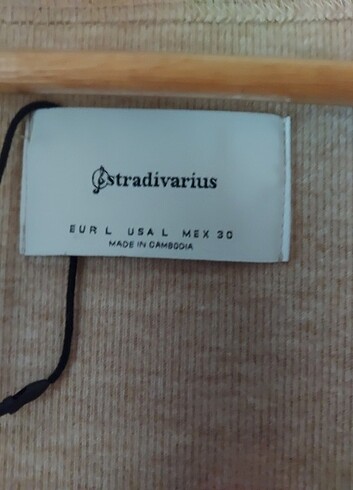 stradivarius
EUR L USA L MEX 30
MADE IN CAMBODIA